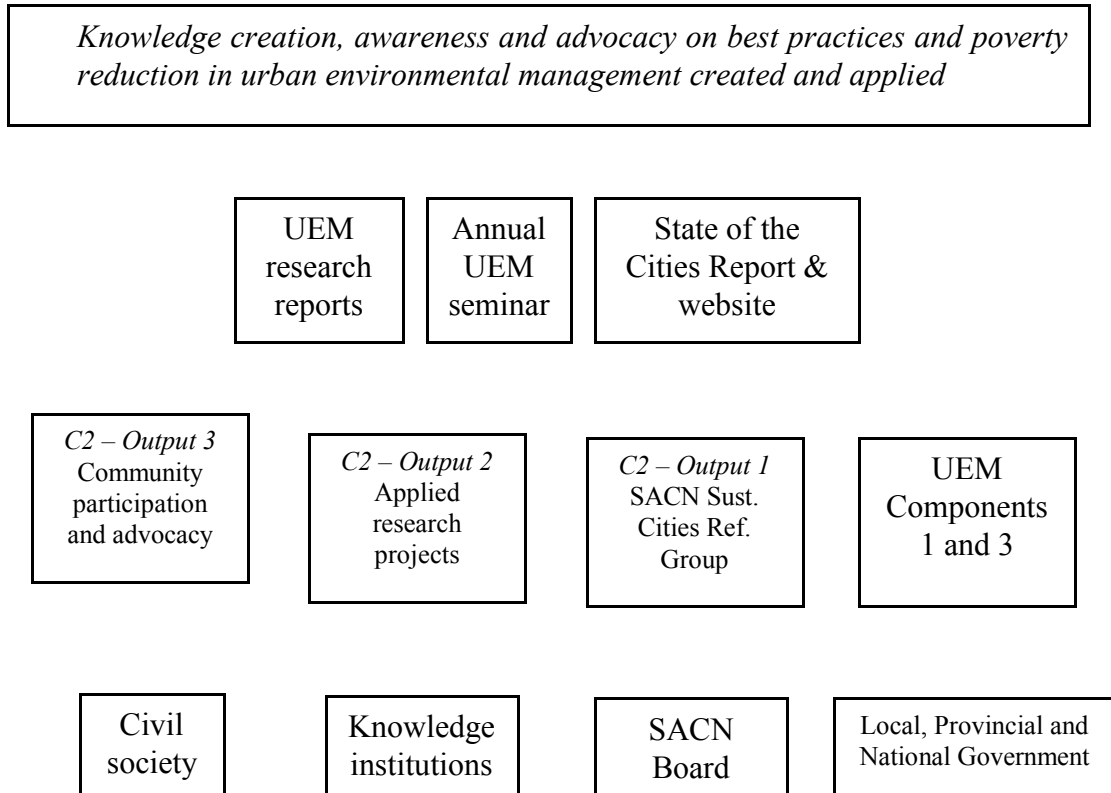 Knowledge creation, awareness and advocacy on best practices and poverty
reduction in urban environmental management created and applied
UEM
research
reports
Annual
UEM
seminar
State of the
Cities Report &
website
C2 – Output 3
Community
participation
and advocacy
C2 – Output 2
Applied
research
projects
C2 – Output 1
SACN Sust.
Cities Ref.
Group
UEM
Components
1 and 3
Civil
society
Knowledge
institutions
SACN
Board
Local, Provincial and
National Government